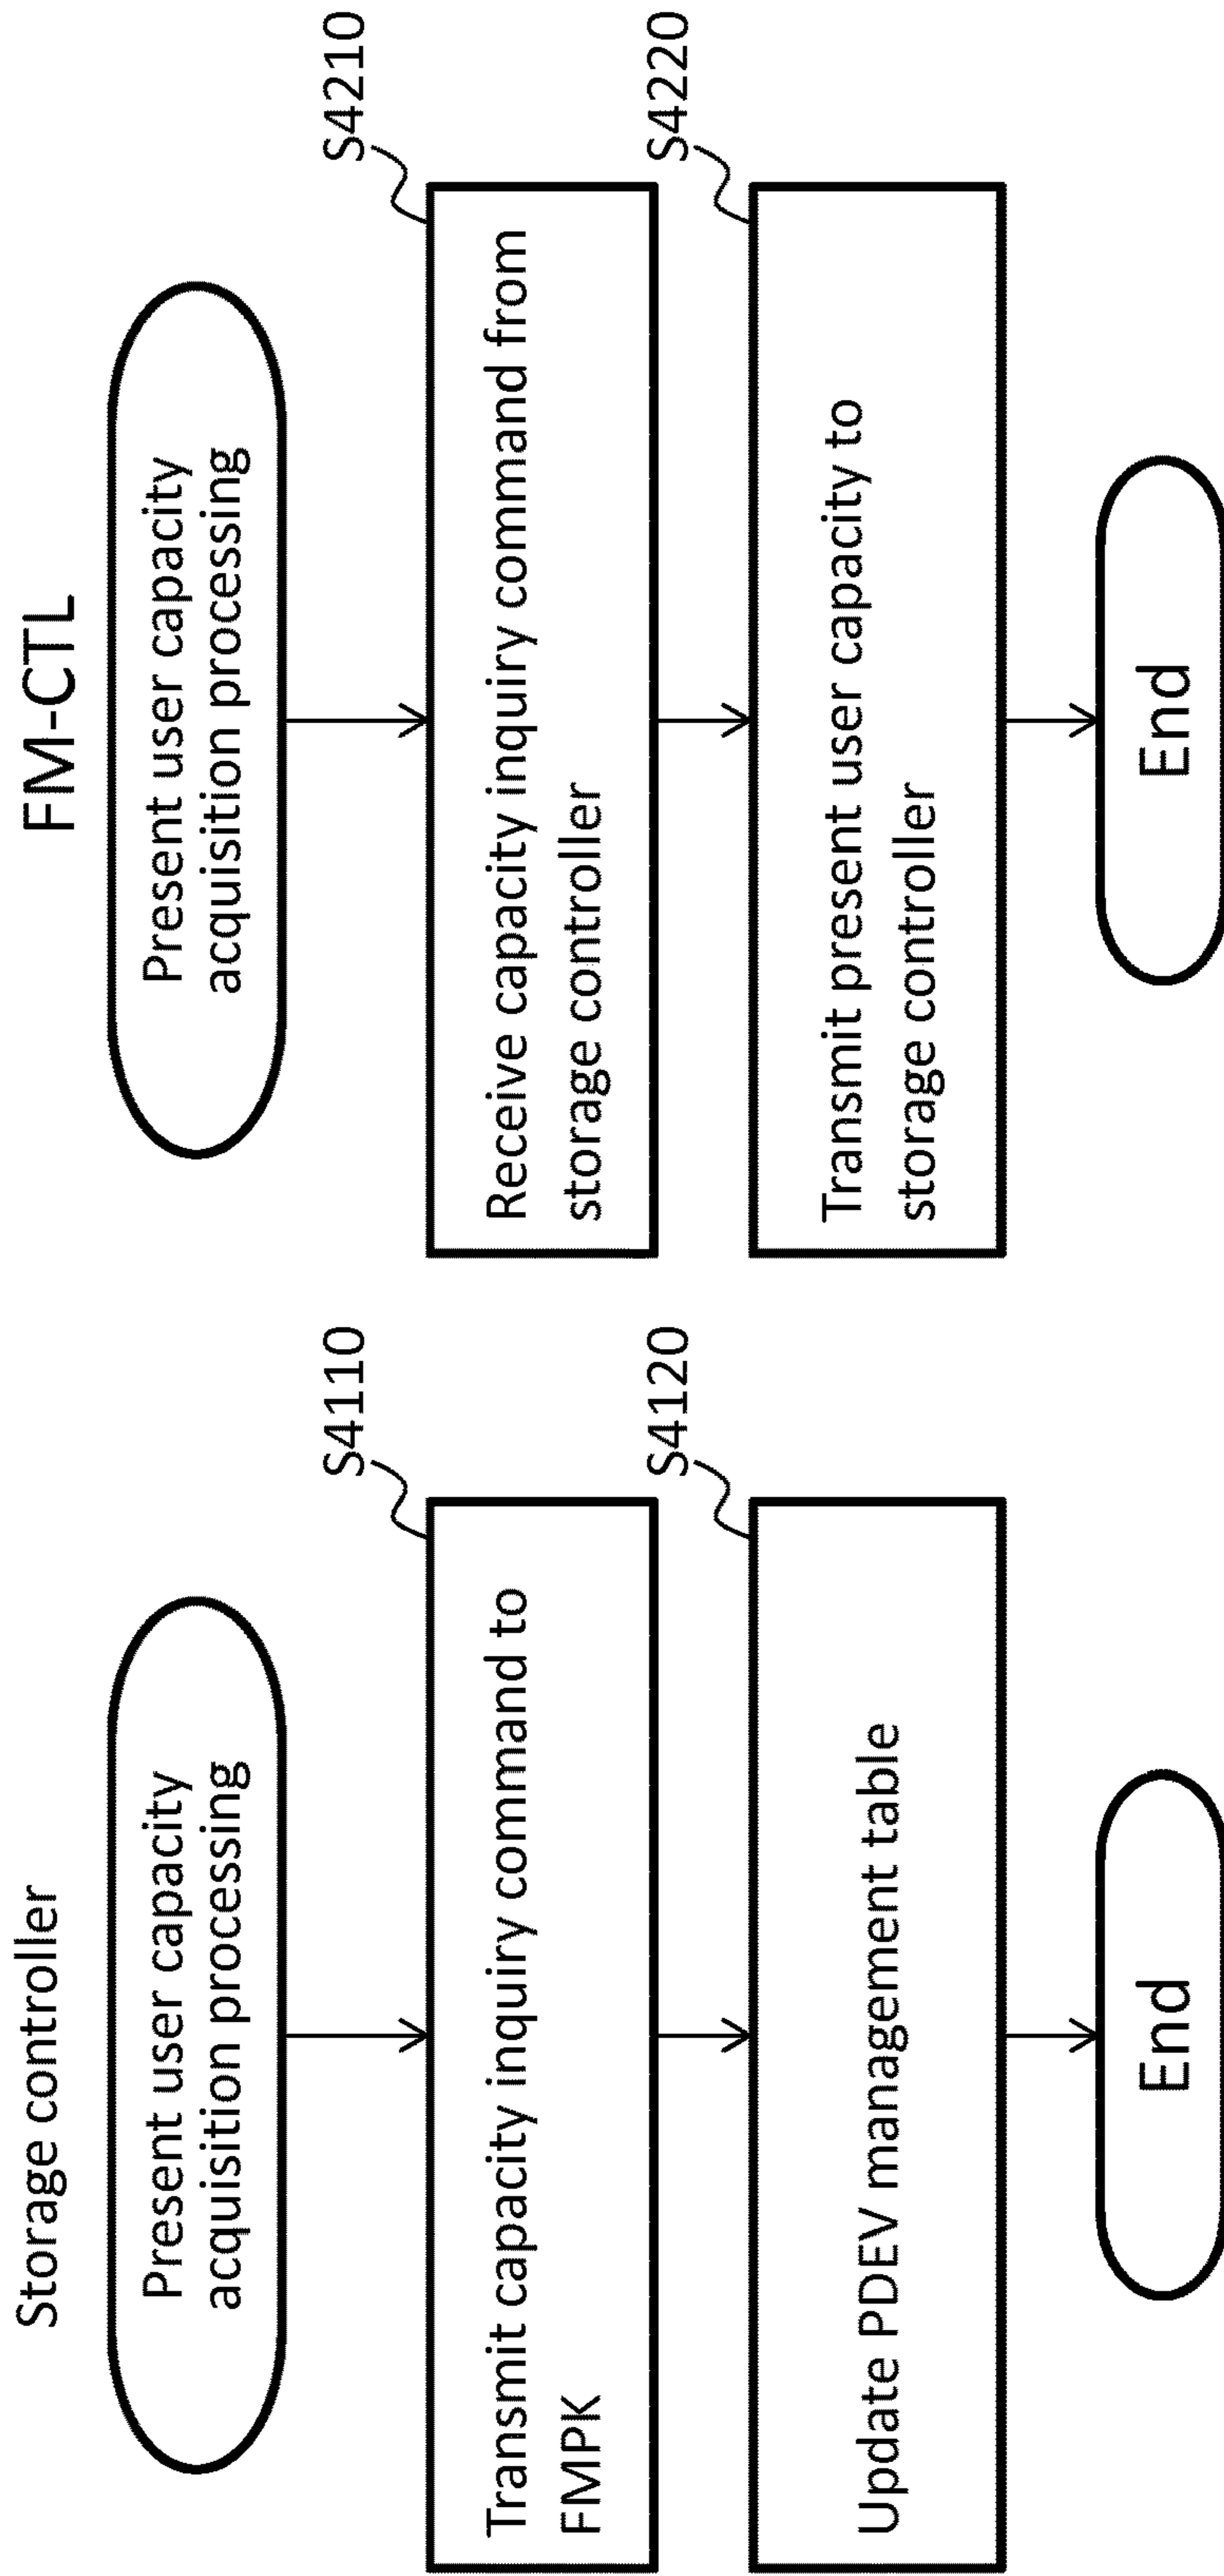 Storage controller
Present user capacity
acquisition processing
S4110
Transmit capacity inquiry command to
FMPK
S4120
Update PDEV management table
End
FM-CTL
Present user capacity
acquisition processing
S4210
Receive capacity inquiry command from
storage controller
S4220
Transmit present user capacity to
storage controller
End